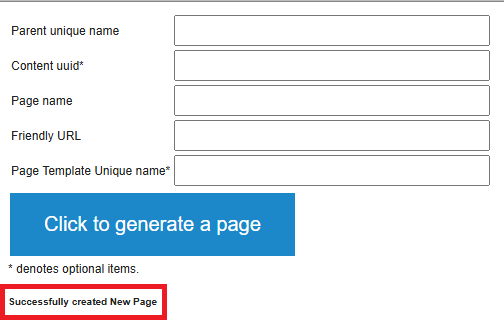 Parent unique name
Content uuid*
Page name
Friendly URL
Page Template Unique name*
Click to generate a page
* denotes optional items.
Successfully created New Page